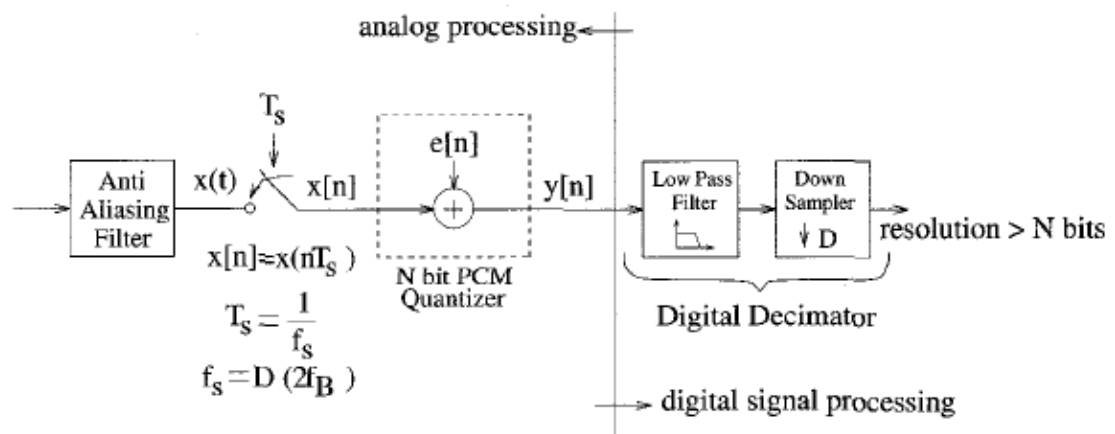 analog processing
Anti
Aliasing
Filter
x(t)
T_s
x[n]
x[n]=x(nT_s )
T_s = 1/f_s
f_s=D (2f_B )
e[n]
+
N bit PCM
Quantizer
y[n]
Low Pass
Filter
Down
Sampler
↓ D
resolution > N bits
Digital Decimator
digital signal processing